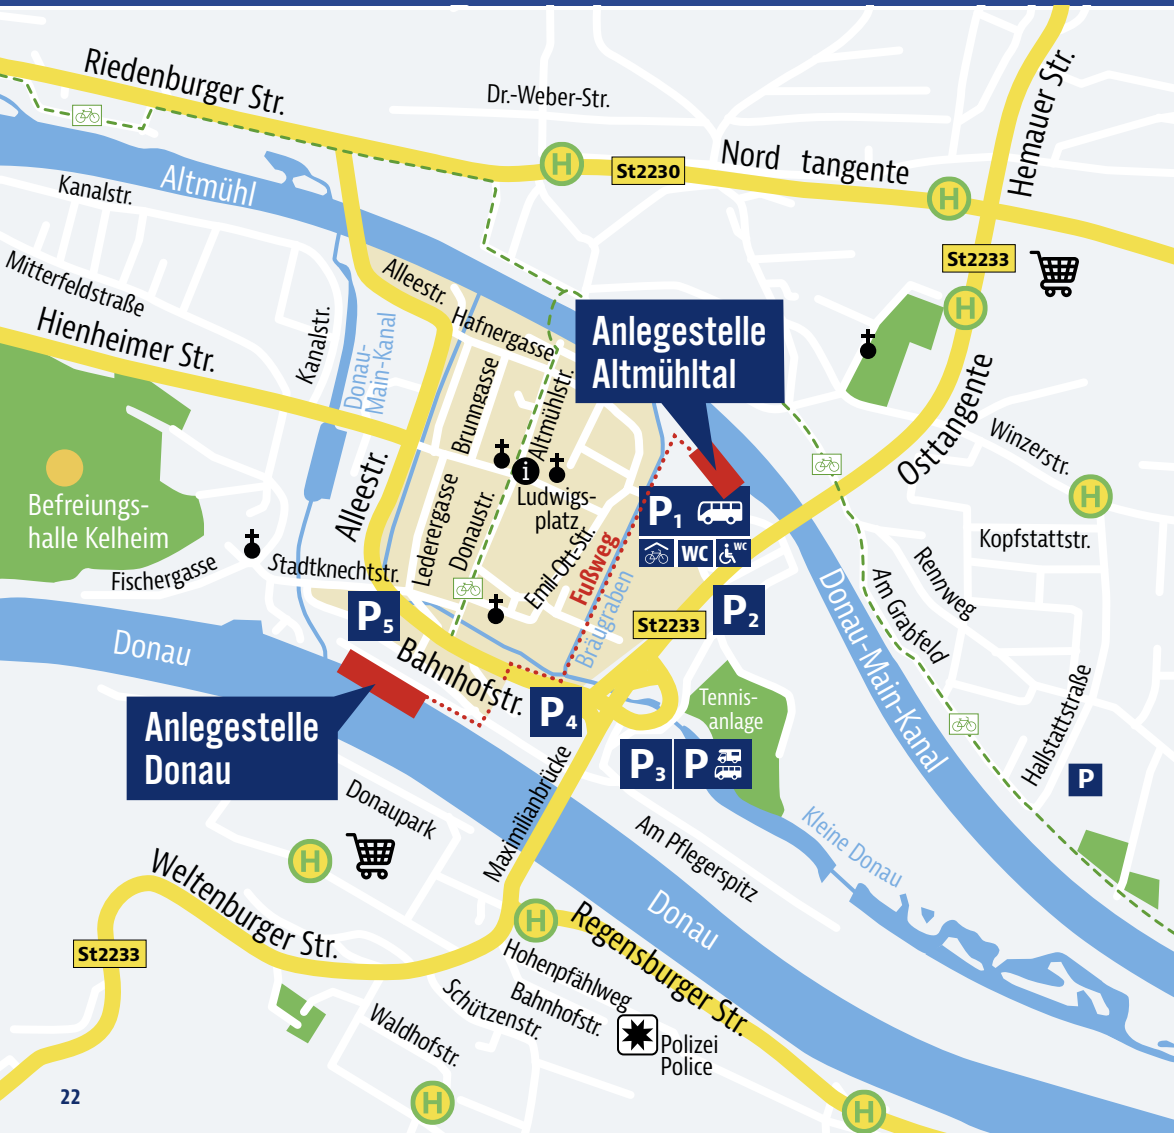 Riedenburger Str.
Dr.-Weber-Str.
Hemauer Str.
Altmühl
H
St2230
Nord tangente
H
Kanalstr.
St2233
Mitterfeldstraße
Alleestr.
H
Hafnergasse
Hienheimer Str.
Kanalstr.
Donau-
Main-Kanal
Anlegestelle
Altmühltal
Brunngasse
Altmühlstr.
Osttangente
Winzerstr.
H
Befreiungs-
halle Kelheim
Alleestr.
Lederergasse
Donaustr.
i
Ludwigs-
platz
Emil-Ott-Str.
Fußweg
Bräugraben
P1
WC
WC
Kopfstattstr.
Rennweg
Am Grabfeld
Fischergasse
Stadtknechtstr.
P5
St2233
P2
Donau-Main-Kanal
Donau
Bahnhofstr.
P4
Tennis-
anlage
Hallstattstraße
Anlegestelle
Donau
P3
P
P
Maximilianbrücke
Donaupark
H
Am Pflegerspitz
Kleine Donau
Weltenburger Str.
Donau
H
Regensburger Str.
St2233
Hohenpfählweg
Schützenstr.
Bahnhofstr.
Waldhofstr.
Polizei
Police
22
H
H